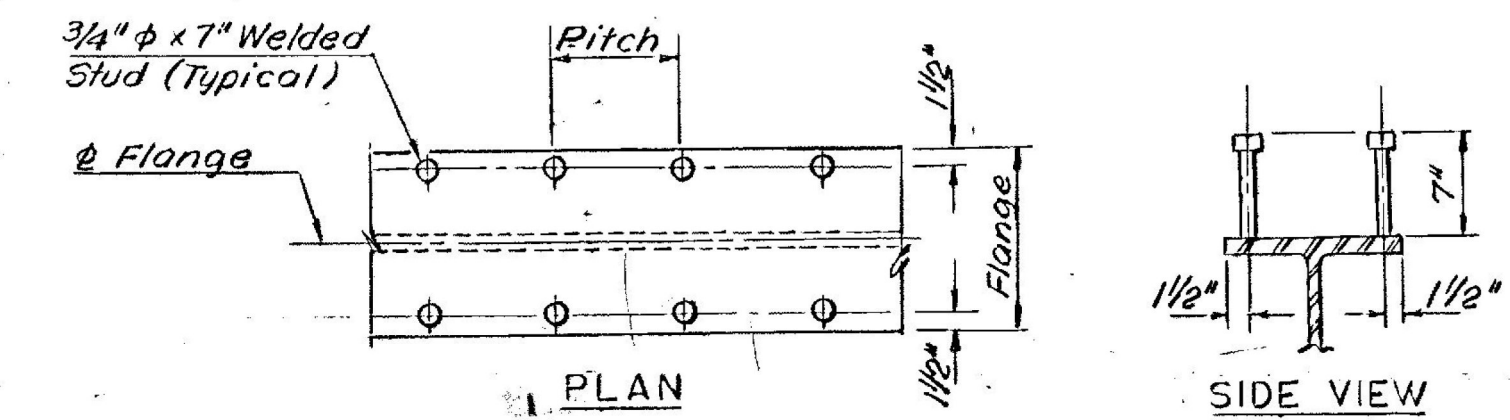 3/4" ϕ x 7" Welded
Stud (Typical)
Pitch
1 1/2"
℄ Flange
Flange
1 1/2"
PLAN
7"
1 1/2"
1 1/2"
SIDE VIEW